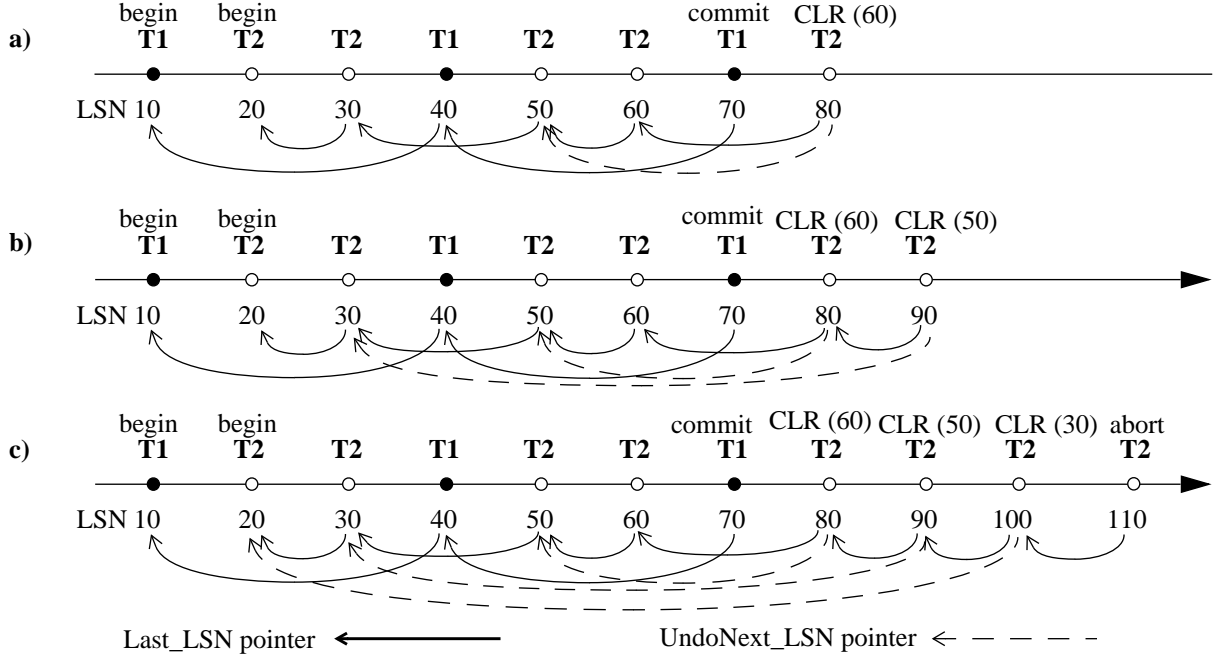 begin begin commit CLR (60)
a) T1 T2 T2 T1 T2 T2 T1 T2
LSN 10 20 30 40 50 60 70 80
begin begin commit CLR (60) CLR (50)
b) T1 T2 T2 T1 T2 T2 T1 T2 T2
LSN 10 20 30 40 50 60 70 80 90
begin begin commit CLR (60) CLR (50) CLR (30) abort
c) T1 T2 T2 T1 T2 T2 T1 T2 T2 T2 T2
LSN 10 20 30 40 50 60 70 80 90 100 110
Last_LSN pointer UndoNext_LSN pointer